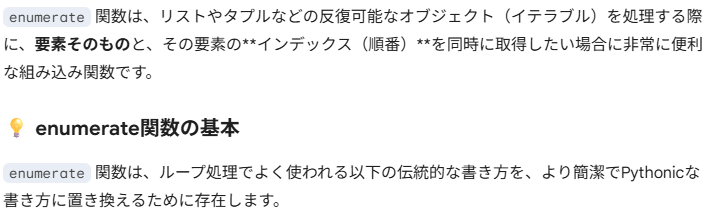 enumerate 関数は、リストやタプルなどの反復可能なオブジェクト（イテラブル）を処理する際
に、要素そのものと、その要素の**インデックス（順番）**を同時に取得したい場合に非常に便利
な組み込み関数です。
💡 enumerate関数の基本
enumerate 関数は、ループ処理でよく使われる以下の伝統的な書き方を、より簡潔でPythonicな
書き方に置き換えるために存在します。